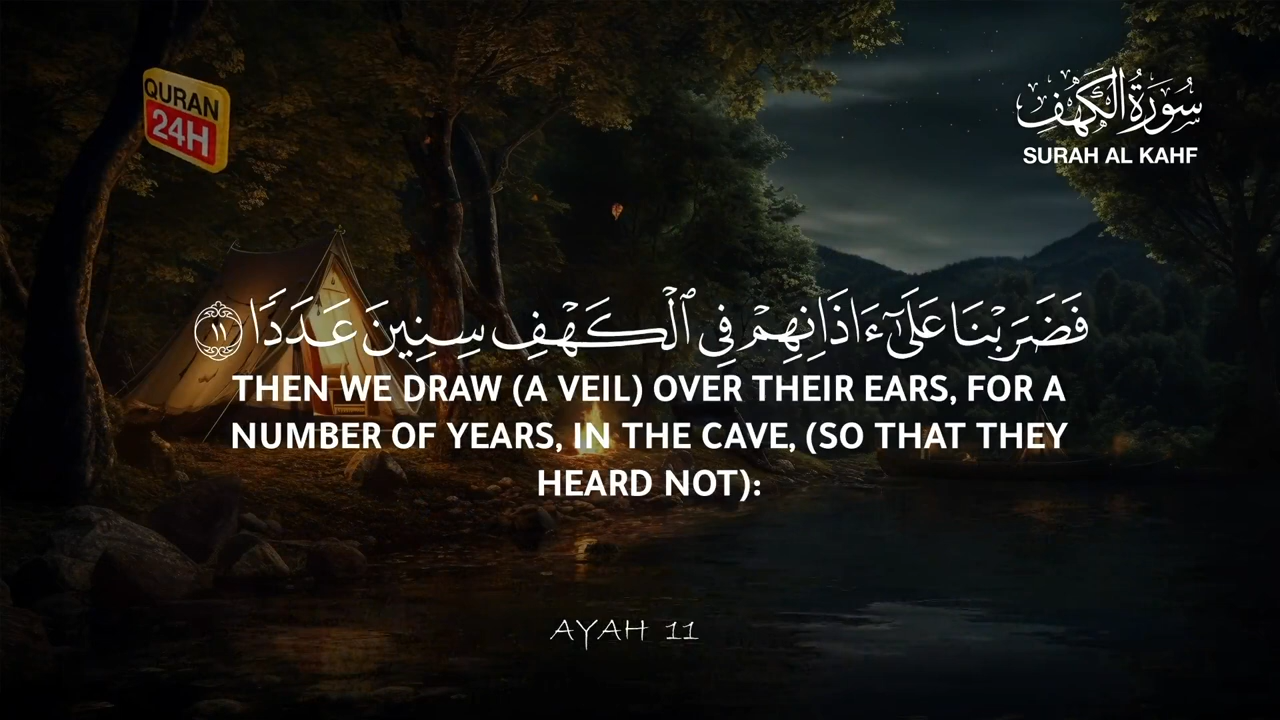 QURAN
24H
سُورَةُ الْكَهْفِ
SURAH AL KAHF
فَضَرَبْنَا عَلَىٰٓ ءَاذَانِهِمْ فِى ٱلْكَهْفِ سِنِينَ عَدَدًا ١١
THEN WE DRAW (A VEIL) OVER THEIR EARS, FOR A
NUMBER OF YEARS, IN THE CAVE, (SO THAT THEY
HEARD NOT):
AYAH 11